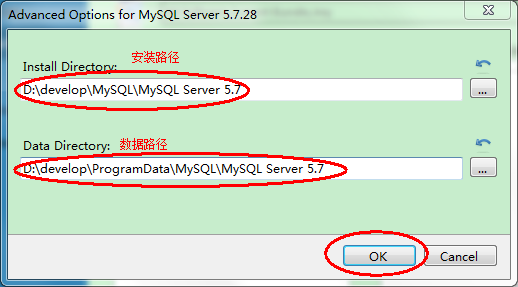 Advanced Options for MySQL Server 5.7.28
Install Directory: 安装路径
D:\develop\MySQL\MySQL Server 5.7
...
Data Directory: 数据路径
D:\develop\ProgramData\MySQL\MySQL Server 5.7
...
OK Cancel